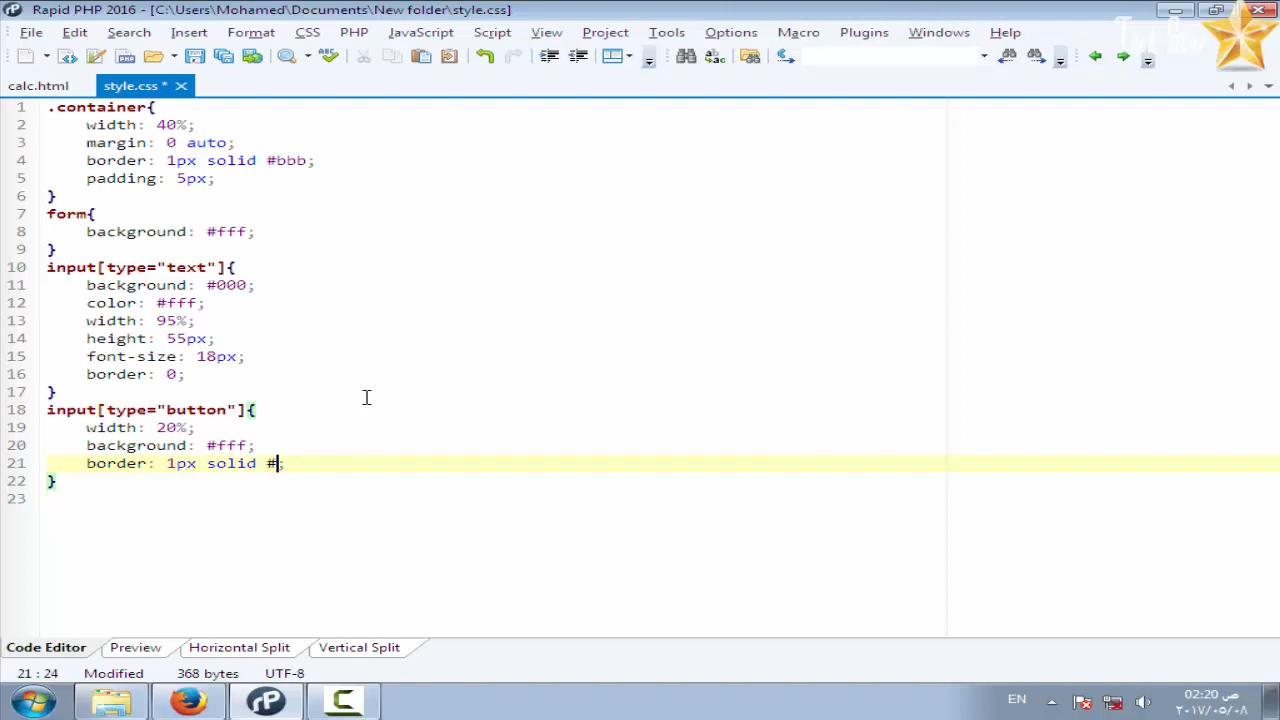 Rapid PHP 2016 - [C:\Users\Mohamed\Documents\New folder\style.css]
File Edit Search Insert Format CSS PHP JavaScript Script View Project Tools Options Macro Plugins Windows Help
calc.html style.css *
1 .container{
2 width: 40%;
3 margin: 0 auto;
4 border: 1px solid #bbb;
5 padding: 5px;
6 }
7 form{
8 background: #fff;
9 }
10 input[type="text"]{
11 background: #000;
12 color: #fff;
13 width: 95%;
14 height: 55px;
15 font-size: 18px;
16 border: 0;
17 }
18 input[type="button"]{
19 width: 20%;
20 background: #fff;
21 border: 1px solid #;
22 }
23
Code Editor Preview Horizontal Split Vertical Split
21 : 24 Modified 368 bytes UTF-8
EN
02:20 ص
٢٠١٧/٠٥/٠٨